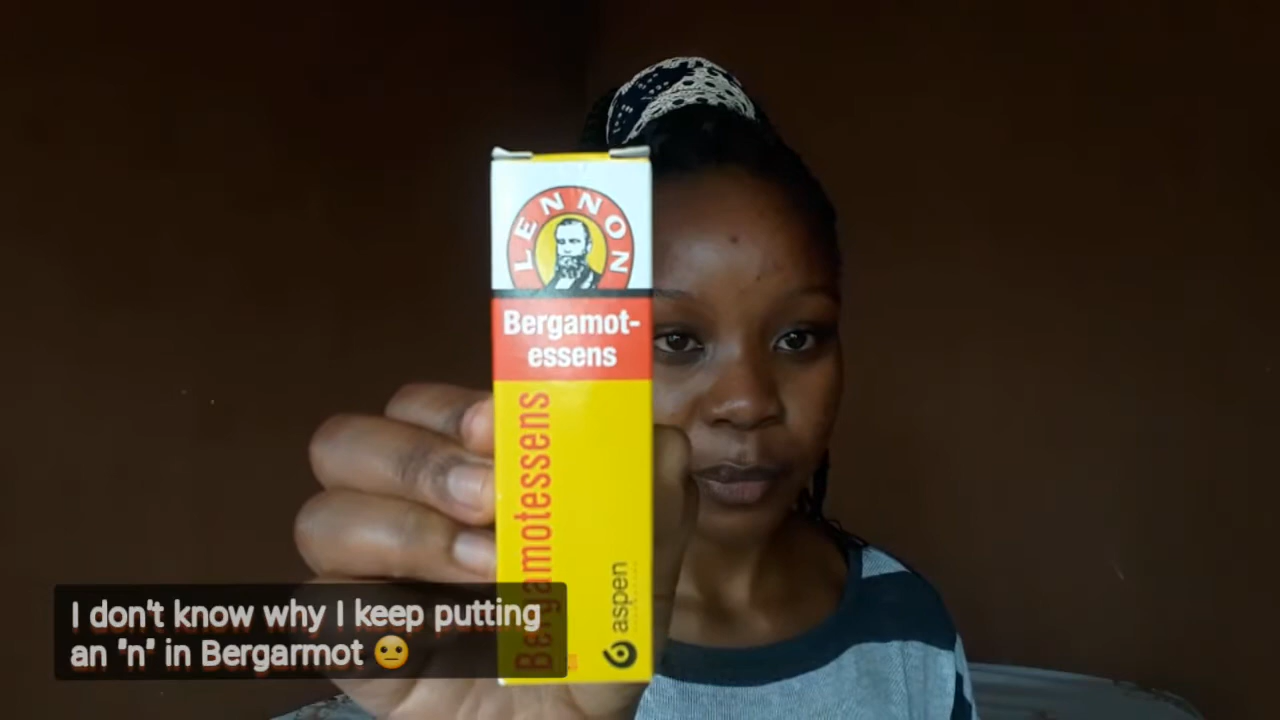 LENNON
Bergamot-
essens
Bergamotessens
aspen
I don't know why I keep putting
an "n" in Bergarmot 😐